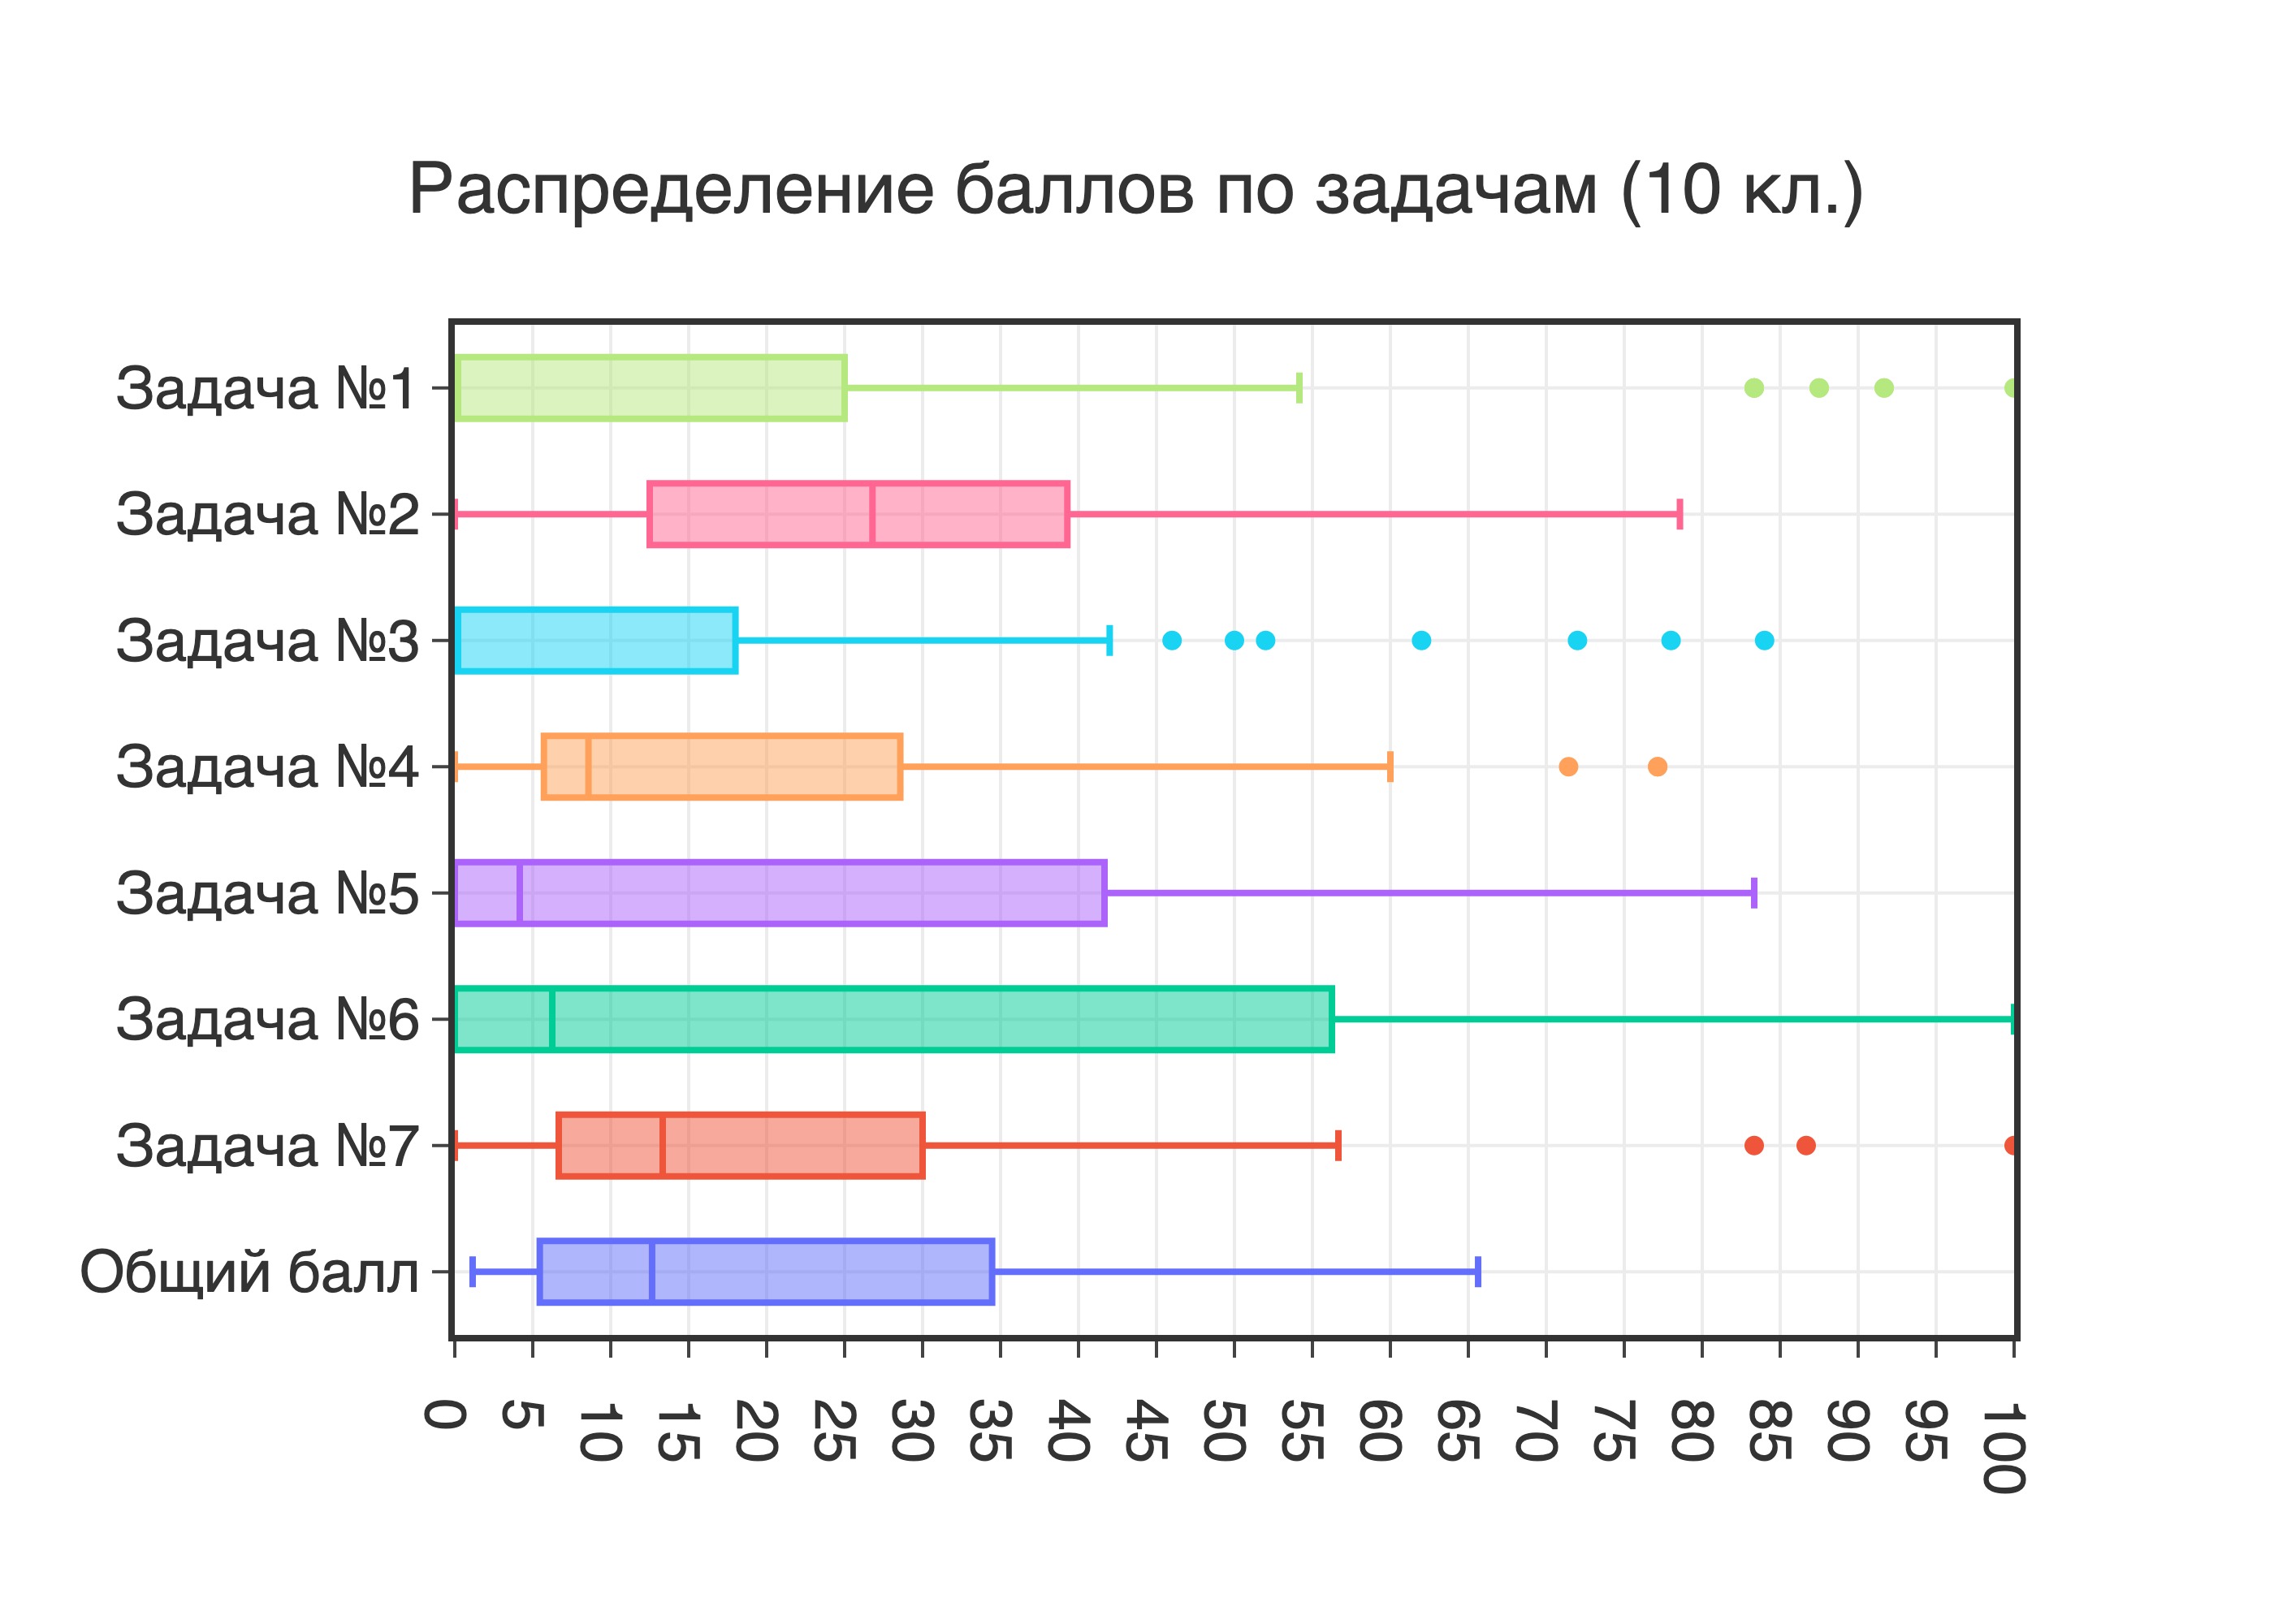 Распределение баллов по задачам (10 кл.)
Задача №1
Задача №2
Задача №3
Задача №4
Задача №5
Задача №6
Задача №7
Общий балл
0 5 10 15 20 25 30 35 40 45 50 55 60 65 70 75 80 85 90 95 100